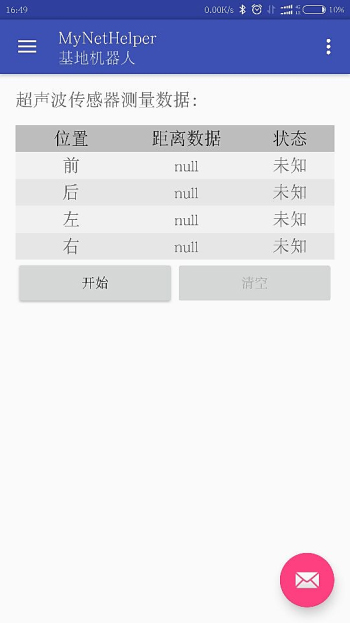 16:49 0.00K/s 10%
MyNetHelper
基地机器人
超声波传感器测量数据:
位置 距离数据 状态
前 null 未知
后 null 未知
左 null 未知
右 null 未知
开始 清空